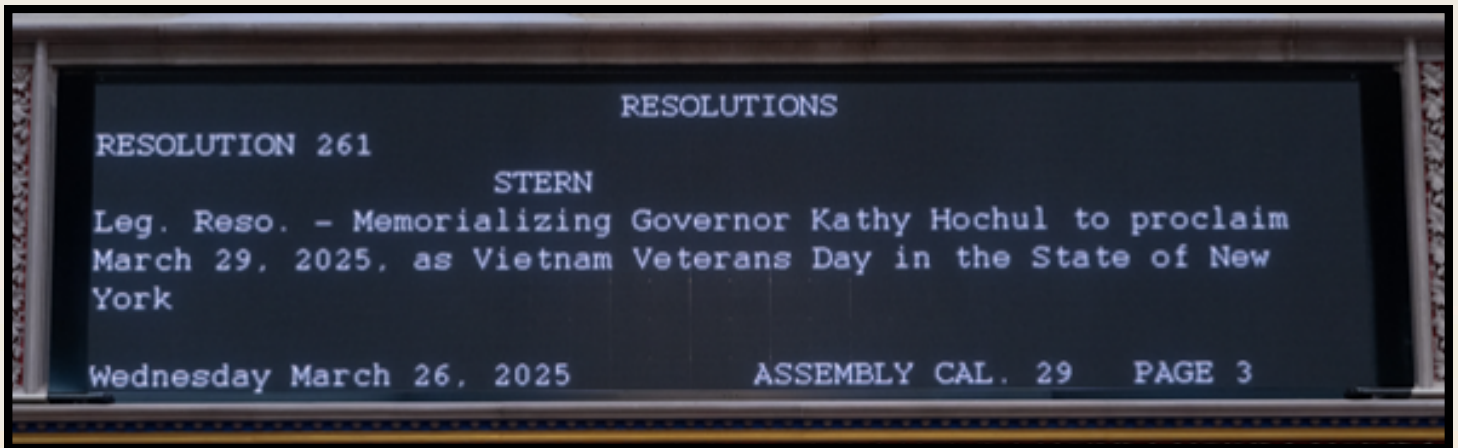 RESOLUTIONS
RESOLUTION 261
STERN
Leg. Reso. - Memorializing Governor Kathy Hochul to proclaim
March 29, 2025, as Vietnam Veterans Day in the State of New
York
Wednesday March 26, 2025 ASSEMBLY CAL. 29 PAGE 3